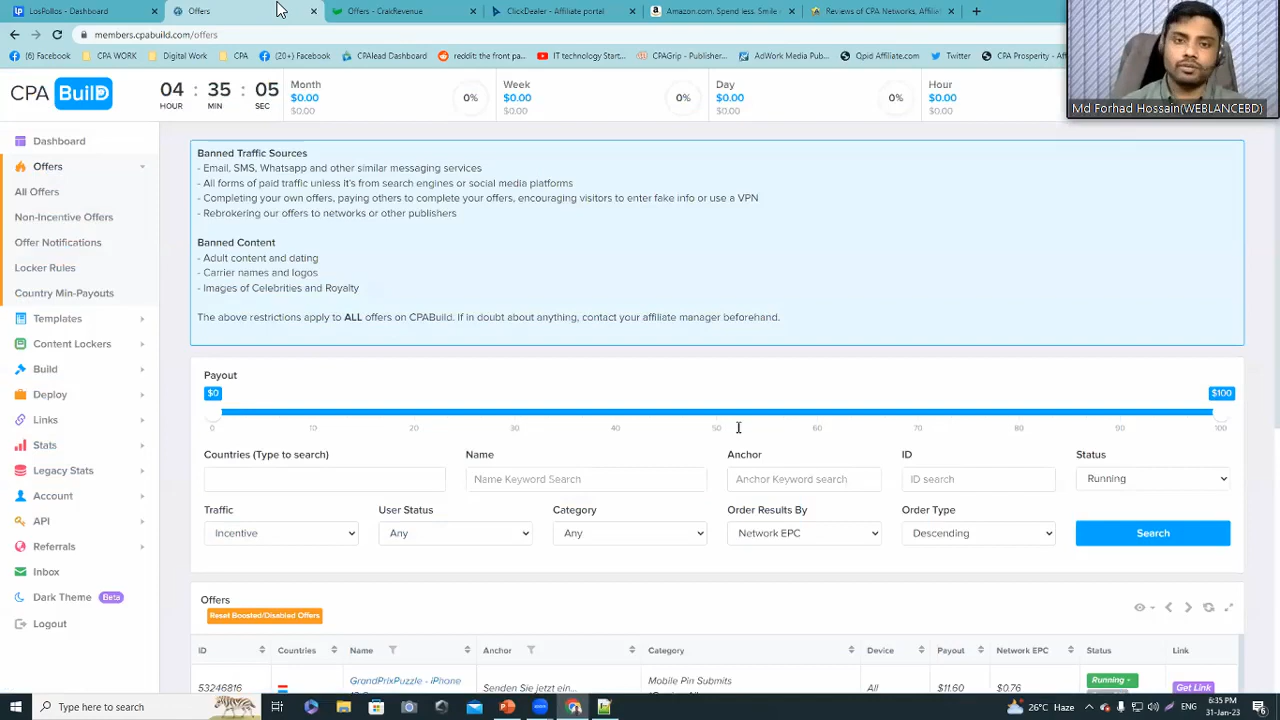 LosPollos - Dashboard
Offers
Offers - CrakRevenue
ClickDealer - Affiliate portal
Amazon.com. Spend less. Smile
Reviews of CPA Networks, Affiliate
members.cpabuild.com/offers
(6) Facebook
CPA WORK
Digital Work
CPA
(20+) Facebook
CPAlead Dashboard
reddit: the front pa...
IT technology Start...
CPAGrip - Publisher...
AdWork Media Pub...
Qpid Affiliate.com
Twitter
CPA Prosperity - Af
Md Forhad Hossain(WEBLANCEBD)
CPA BuilD
04 : 35 : 05
HOUR MIN SEC
Month
$0.00
$0.00
0%
Week
$0.00
$0.00
0%
Day
$0.00
$0.00
0%
Hour
$0.00
$0.00
Dashboard
Offers
All Offers
Non-Incentive Offers
Offer Notifications
Locker Rules
Country Min-Payouts
Templates
Content Lockers
Build
Deploy
Links
Stats
Legacy Stats
Account
API
Referrals
Inbox
Dark Theme Beta
Logout
Banned Traffic Sources
- Email, SMS, Whatsapp and other similar messaging services
- All forms of paid traffic unless it's from search engines or social media platforms
- Completing your own offers, paying others to complete your offers, encouraging visitors to enter fake info or use a VPN
- Rebrokering our offers to networks or other publishers
Banned Content
- Adult content and dating
- Carrier names and logos
- Images of Celebrities and Royalty
The above restrictions apply to ALL offers on CPABuild. If in doubt about anything, contact your affiliate manager beforehand.
Payout
$0 $100
0 10 20 30 40 50 60 70 80 90 100
Countries (Type to search) Name Anchor ID Status
Name Keyword Search Anchor Keyword search ID search Running
Traffic User Status Category Order Results By Order Type
Incentive Any Any Network EPC Descending Search
Offers
Reset Boosted/Disabled Offers
ID Countries Name Anchor Category Device Payout Network EPC Status Link
53246816 GrandPrixPuzzle - iPhone Senden Sie jetzt ein... Mobile Pin Submits All $11.60 $0.76 Running Get Link
Type here to search
26°C Haze
6:35 PM
31-Jan-23
6